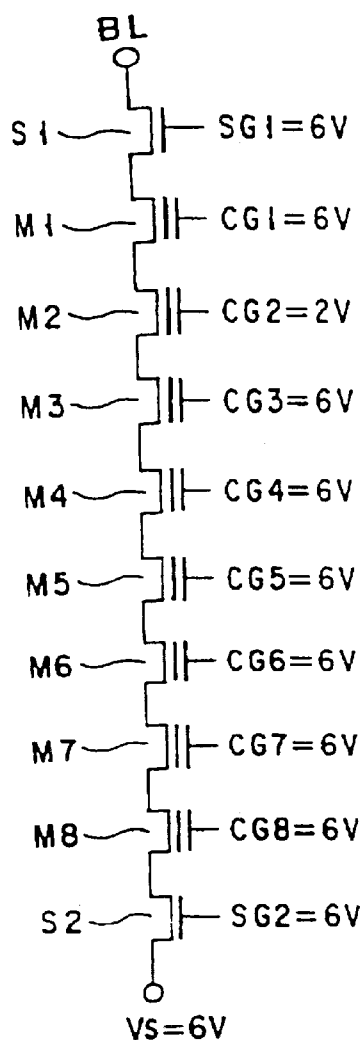 BL
S1 SG1=6V
M1 CG1=6V
M2 CG2=2V
M3 CG3=6V
M4 CG4=6V
M5 CG5=6V
M6 CG6=6V
M7 CG7=6V
M8 CG8=6V
S2 SG2=6V
VS=6V